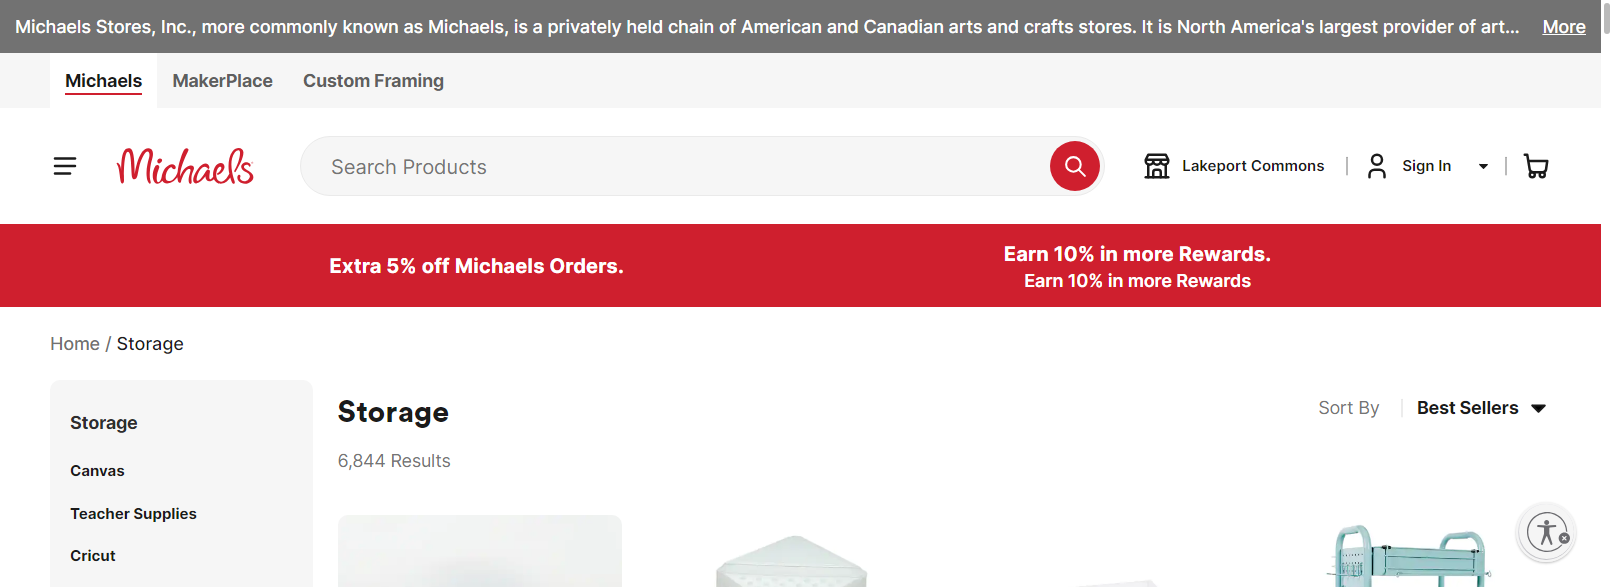 Michaels Stores, Inc., more commonly known as Michaels, is a privately held chain of American and Canadian arts and crafts stores. It is North America's largest provider of art... More
Michaels MakerPlace Custom Framing
Michaels Search Products Lakeport Commons Sign In
Extra 5% off Michaels Orders.
Earn 10% in more Rewards.
Earn 10% in more Rewards
Home / Storage
Storage
Canvas
Teacher Supplies
Cricut
Storage
6,844 Results
Sort By Best Sellers